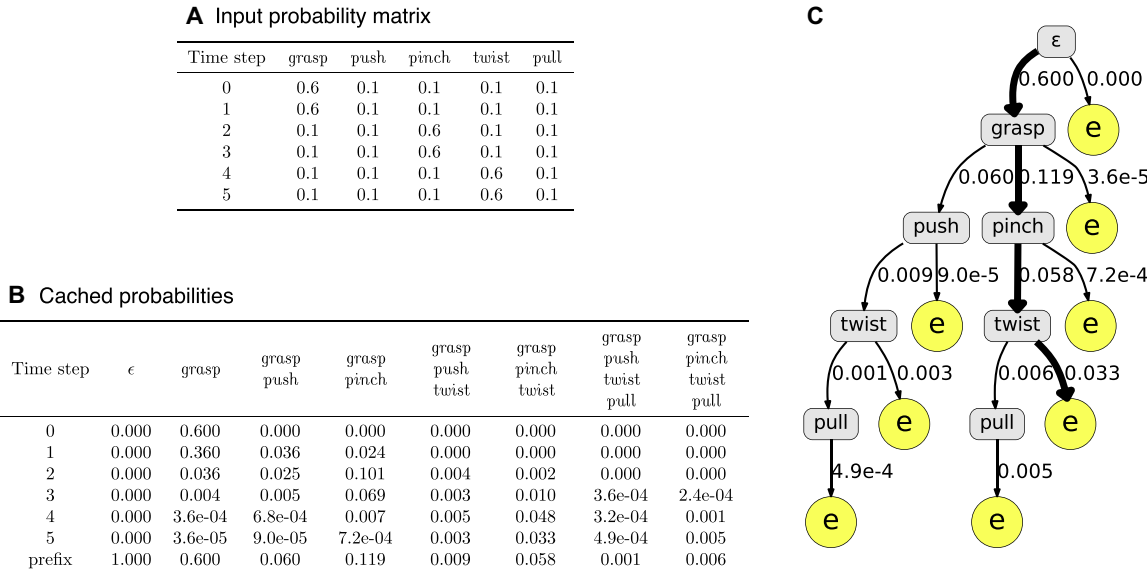 A Input probability matrix
Time step grasp push pinch twist pull
0 0.6 0.1 0.1 0.1 0.1
1 0.6 0.1 0.1 0.1 0.1
2 0.1 0.1 0.6 0.1 0.1
3 0.1 0.1 0.6 0.1 0.1
4 0.1 0.1 0.1 0.6 0.1
5 0.1 0.1 0.1 0.6 0.1
B Cached probabilities
Time step ϵ grasp grasp push grasp pinch grasp push twist grasp pinch twist grasp push twist pull grasp pinch twist pull
0 0.000 0.600 0.000 0.000 0.000 0.000 0.000 0.000
1 0.000 0.360 0.036 0.024 0.000 0.000 0.000 0.000
2 0.000 0.036 0.025 0.101 0.004 0.002 0.000 0.000
3 0.000 0.004 0.005 0.069 0.003 0.010 3.6e-04 2.4e-04
4 0.000 3.6e-04 6.8e-04 0.007 0.005 0.048 3.2e-04 0.001
5 0.000 3.6e-05 9.0e-05 7.2e-04 0.003 0.033 4.9e-04 0.005
prefix 1.000 0.600 0.060 0.119 0.009 0.058 0.001 0.006
C
ε
0.600 0.000
grasp e
0.060 0.119 3.6e-5
push pinch e
0.009 9.0e-5 0.058 7.2e-4
twist e twist e
0.001 0.003 0.006 0.033
pull e pull e
4.9e-4 0.005
e e